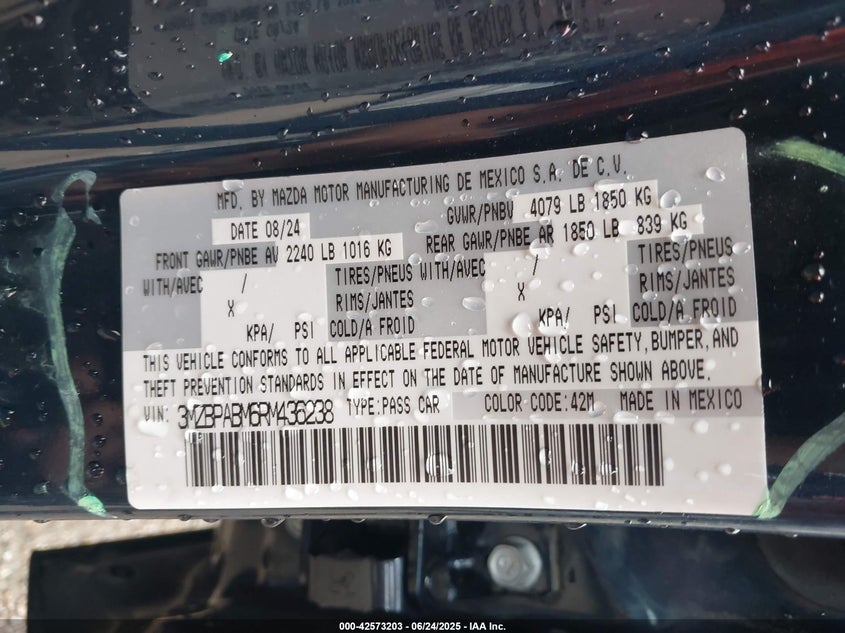 MFD. BY MAZDA MOTOR MANUFACTURING DE MEXICO S.A. DE C.V.
DATE 08/24
GVWR/PNBV 4079 LB 1850 KG
FRONT GAWR/PNBE AV 2240 LB 1016 KG
REAR GAWR/PNBE AR 1850 LB 839 KG
WITH/AVEC / TIRES/PNEUS WITH/AVEC / TIRES/PNEUS
X RIMS/JANTES X RIMS/JANTES
KPA/ PSI COLD/A FROID KPA/ PSI COLD/A FROID
THIS VEHICLE CONFORMS TO ALL APPLICABLE FEDERAL MOTOR VEHICLE SAFETY, BUMPER, AND
THEFT PREVENTION STANDARDS IN EFFECT ON THE DATE OF MANUFACTURE SHOWN ABOVE.
VIN: 3MZBPABM6RM436238 TYPE:PASS CAR COLOR CODE:42M MADE IN MEXICO
000-42573203 - 06/24/2025 - IAA Inc.